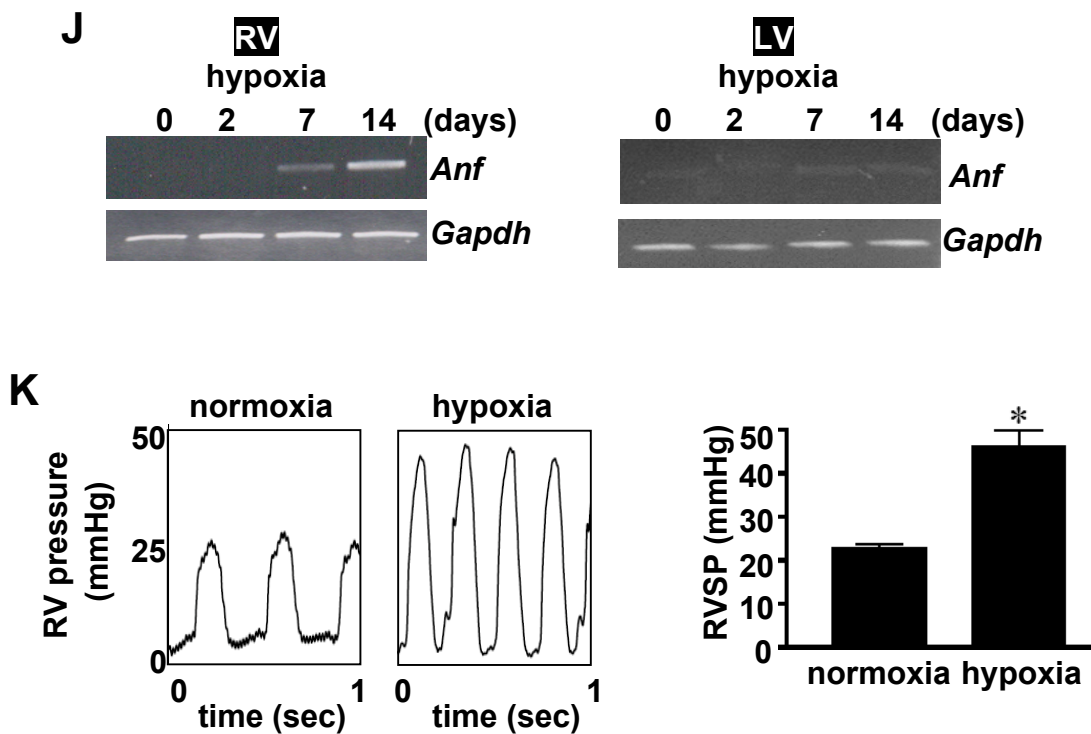 J
RV LV
hypoxia hypoxia
0 2 7 14 (days) 0 2 7 14 (days)
Anf Anf
Gapdh Gapdh
K
normoxia hypoxia
RV pressure
(mmHg)
50
25
0
0 1 0 1
time (sec) time (sec)
RVSP (mmHg)
*
50
40
30
20
10
0
normoxia hypoxia